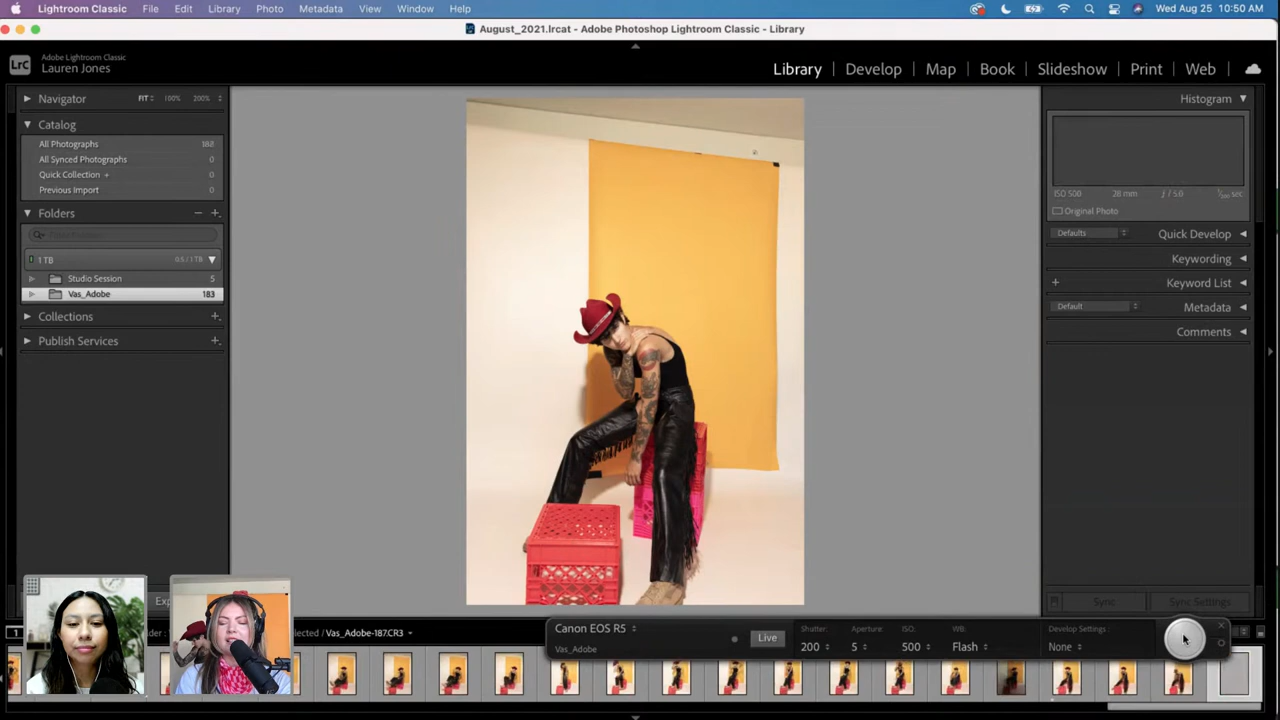 Lightroom Classic File Edit Library Photo Metadata View Window Help Wed Aug 25 10:50 AM
August_2021.lrcat - Adobe Photoshop Lightroom Classic - Library
LrC Adobe Lightroom Classic
Lauren Jones
Library Develop Map Book Slideshow Print Web
Navigator FIT 100% 200%
Catalog
All Photographs
All Synced Photographs 0
Quick Collection + 0
Previous Import 0
Folders
1 TB
Studio Session 5
Vas_Adobe 183
Collections
Publish Services
Histogram
ISO 500 28 mm
Original Photo
Defaults Quick Develop
Keywording
Keyword List
Default Metadata
Comments
Sync Sync Settings
Vas_Adobe-187.CR3
Canon EOS R5
Vas_Adobe
Live
Shutter: Aperture: ISO: WB: Develop Settings :
200 5 500 Flash None
1